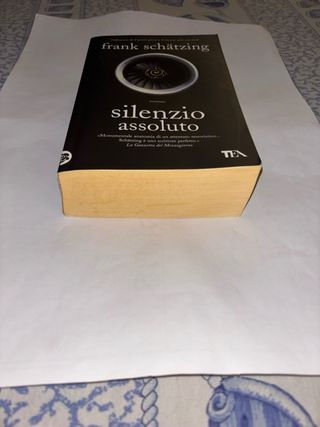 frank schätzing
romanzo
silenzio
assoluto
«Monumentale anatomia di un attentato terroristico...
Schätzing è uno scrittore perfetto.»
La Gazzetta del Mezzogiorno
TEA